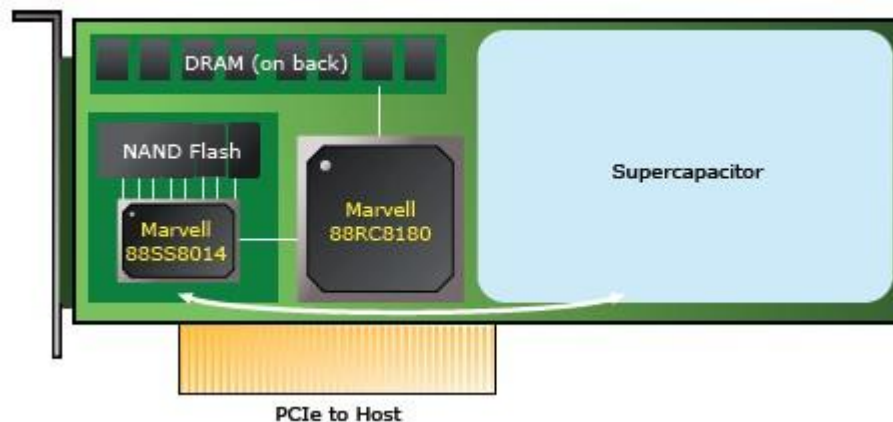 DRAM (on back)
NAND Flash
Marvell
88SS8014
Marvell
88RC8180
Supercapacitor
PCIe to Host